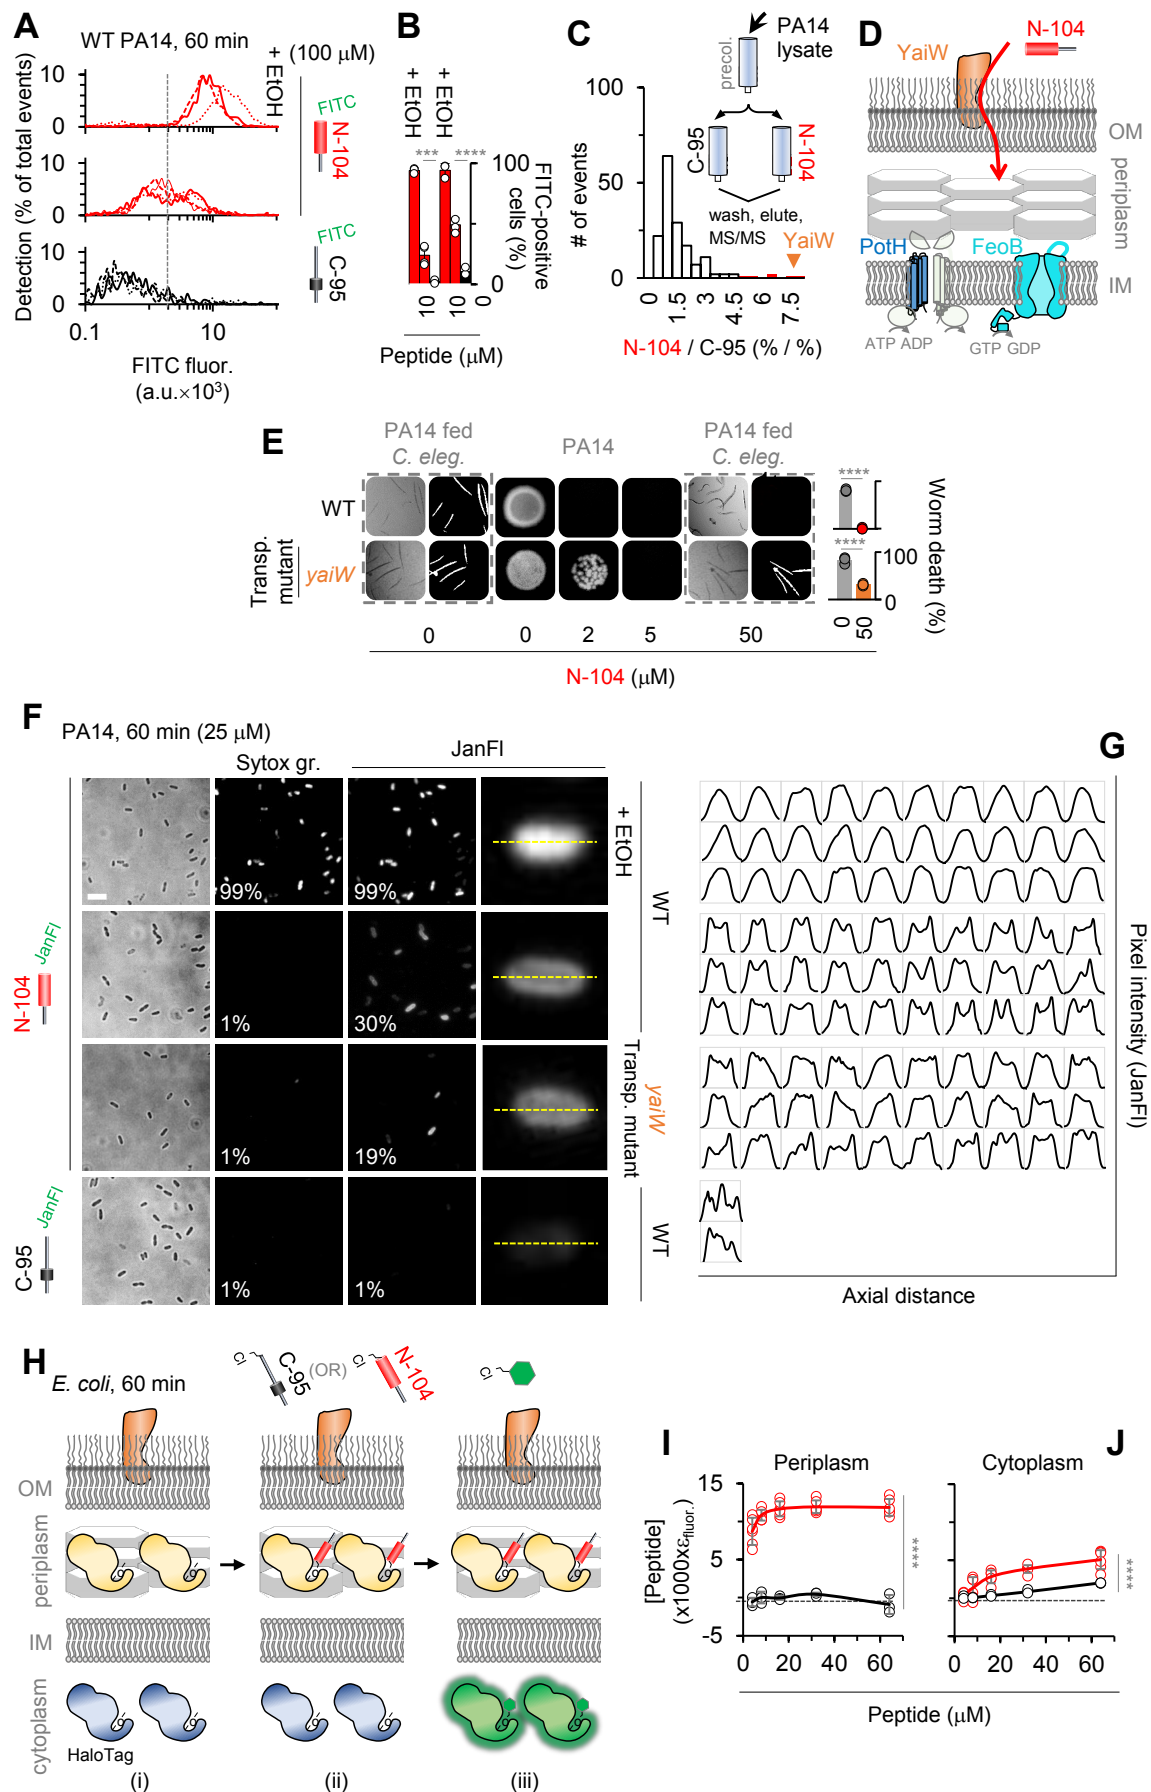 A
WT PA14, 60 min
+ EtOH
(100 µM)
Detection (% of total events)
10
0
10
0
10
0
0.1
10
FITC fluor.
(a.u.×10³)
FITC
N-104
FITC
C-95
B
+ EtOH
+ EtOH
***
****
100
0
FITC-positive
cells (%)
10
10
0
Peptide (µM)
C
PA14
lysate
precol.
C-95
N-104
wash, elute,
MS/MS
YaiW
100
50
0
# of events
0
1.5
3
4.5
6
7.5
N-104 / C-95 (% / %)
D
N-104
YaiW
OM
periplasm
PotH
FeoB
IM
ATP ADP
GTP GDP
E
PA14 fed
C. eleg.
PA14
PA14 fed
C. eleg.
WT
Transp.
mutant
yaiW
****
****
100
0
Worm death (%)
0
50
0
0
2
5
50
N-104 (µM)
F
PA14, 60 min (25 µM)
Sytox gr.
JanFl
99%
99%
+ EtOH
WT
N-104
JanFl
1%
30%
1%
19%
Transp. mutant
yaiW
C-95
JanFl
1%
1%
WT
G
Pixel intensity (JanFl)
Axial distance
H
E. coli, 60 min
Cl
C-95
(OR)
Cl
N-104
Cl
OM
periplasm
IM
cytoplasm
HaloTag
(i)
(ii)
(iii)
I
J
Periplasm
Cytoplasm
[Peptide]
(x1000xεfluor.)
15
5
-5
****
****
0
20
40
60
0
20
40
60
Peptide (µM)